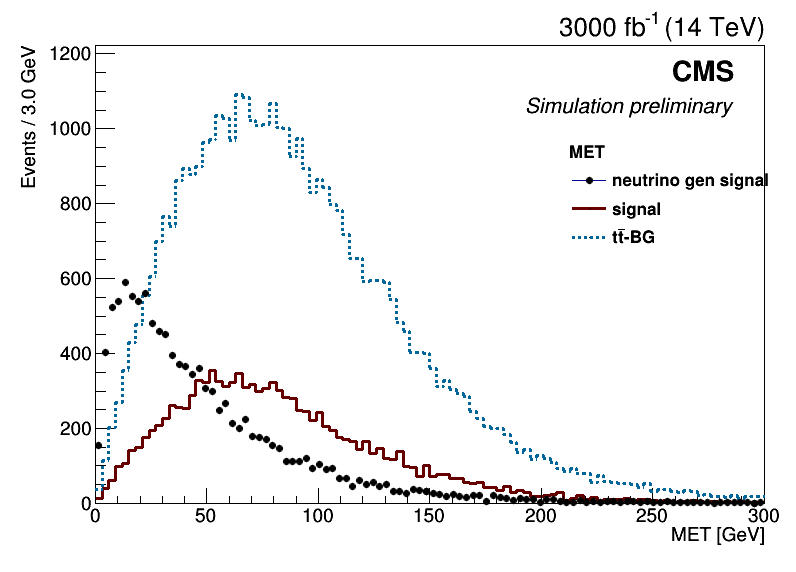 3000 fb⁻¹ (14 TeV)
CMS
Simulation preliminary
MET
neutrino gen signal
signal
tt̄-BG
Events / 3.0 GeV
1200
1000
800
600
400
200
0
0 50 100 150 200 250 300
MET [GeV]